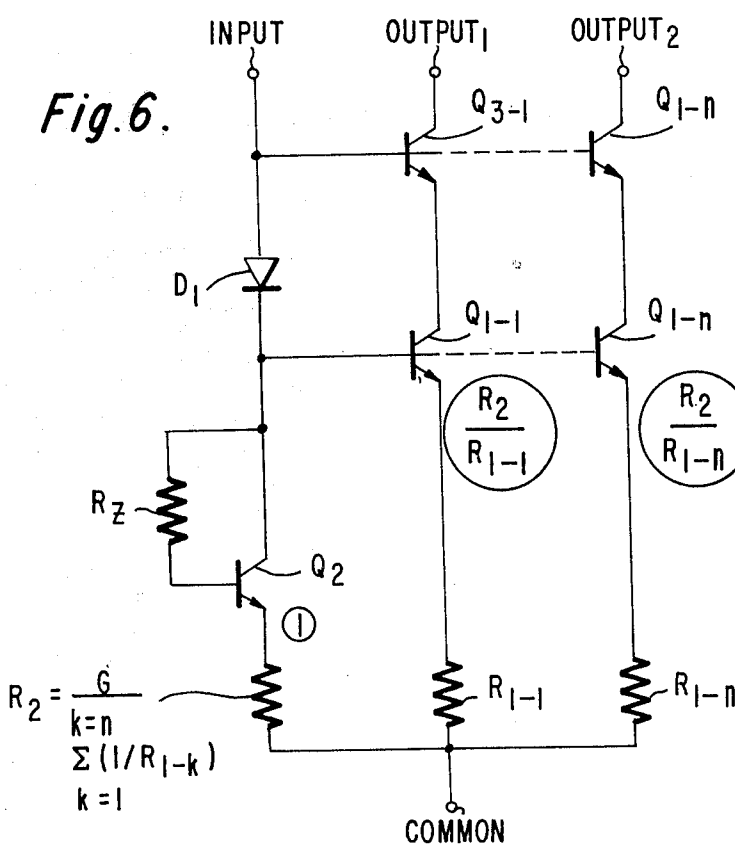 INPUT OUTPUT₁ OUTPUT₂
Fig.6.
Q₃₋₁ Q₁₋ₙ
D₁
Q₁₋₁ Q₁₋ₙ
R₂ R₂
R₁₋₁ R₁₋ₙ
R_Z
Q₂
1
R₂ = G
R₁₋₁ R₁₋ₙ
k=n
Σ (1/R₁₋ₖ)
k=1
COMMON